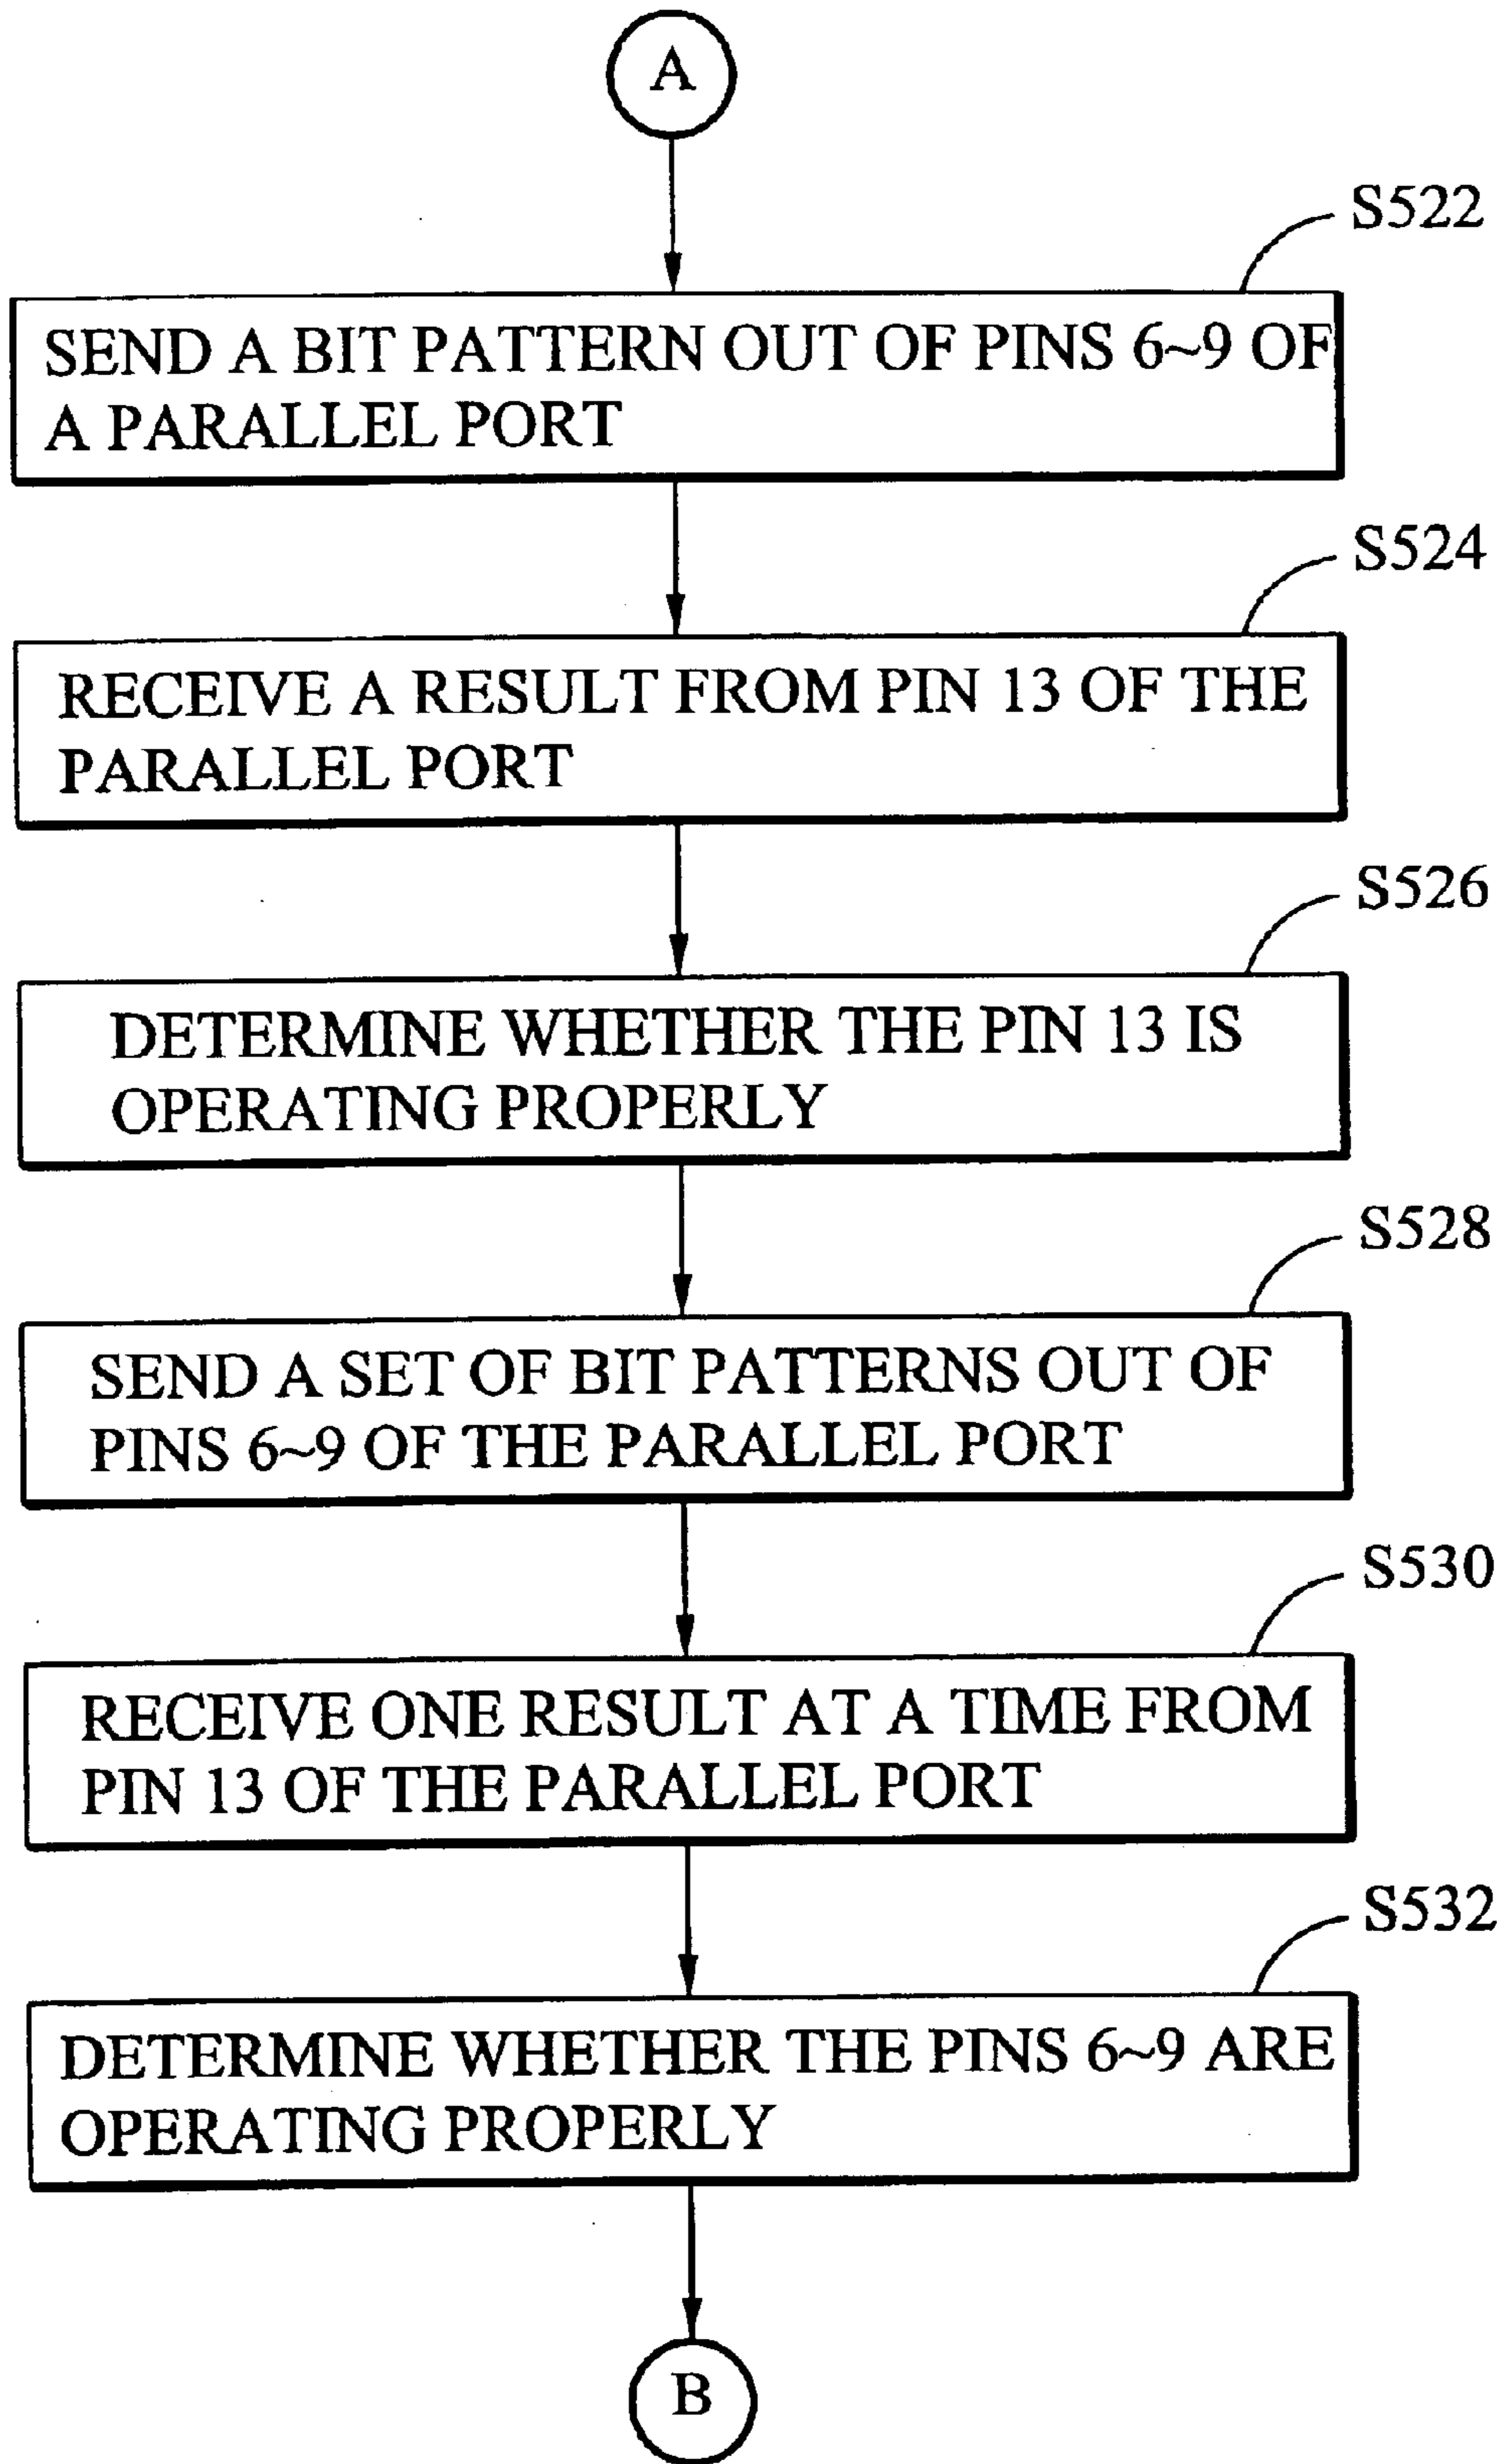 A
S522
SEND A BIT PATTERN OUT OF PINS 6~9 OF
A PARALLEL PORT
S524
RECEIVE A RESULT FROM PIN 13 OF THE
PARALLEL PORT
S526
DETERMINE WHETHER THE PIN 13 IS
OPERATING PROPERLY
S528
SEND A SET OF BIT PATTERNS OUT OF
PINS 6~9 OF THE PARALLEL PORT
S530
RECEIVE ONE RESULT AT A TIME FROM
PIN 13 OF THE PARALLEL PORT
S532
DETERMINE WHETHER THE PINS 6~9 ARE
OPERATING PROPERLY
B